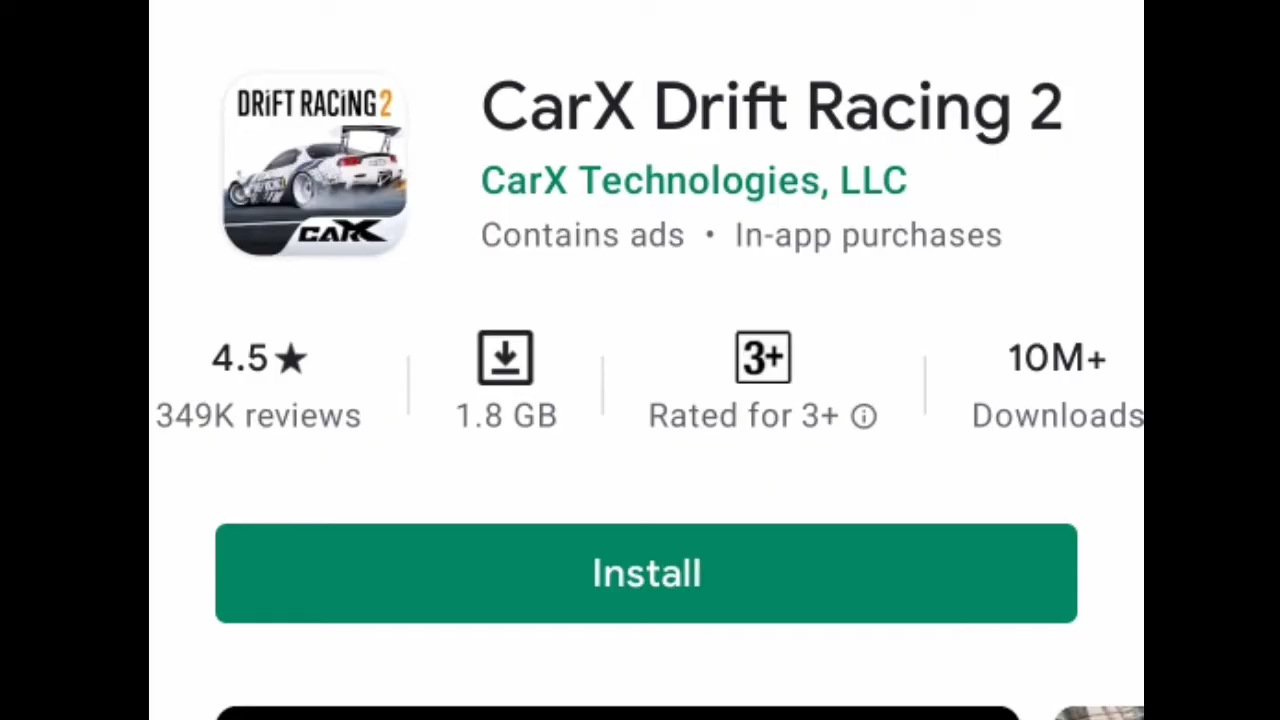 DRiFT RACiNG 2
CarX Drift Racing 2
CarX Technologies, LLC
Contains ads • In-app purchases
CARX
4.5★
3+
10M+
349K reviews
1.8 GB
Rated for 3+
Downloads
Install